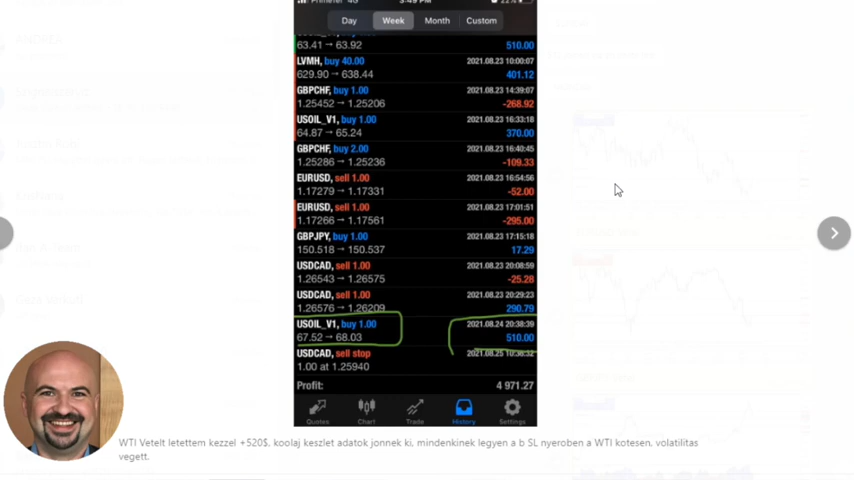 Day Week Month Custom
63.41 → 63.92 510.00
LVMH, buy 40.00 2021.08.23 10:00:07
629.90 → 638.44 401.12
GBPCHF, buy 1.00 2021.08.23 14:39:07
1.25452 → 1.25206 -268.92
USOIL_V1, buy 1.00 2021.08.23 16:33:18
64.87 → 65.24 370.00
GBPCHF, buy 2.00 2021.08.23 16:40:45
1.25286 → 1.25236 -109.33
EURUSD, sell 1.00 2021.08.23 16:54:56
1.17279 → 1.17331 -52.00
EURUSD, sell 1.00 2021.08.23 17:01:51
1.17266 → 1.17561 -295.00
GBPJPY, buy 1.00 2021.08.23 17:15:18
150.518 → 150.537 17.29
USDCAD, sell 1.00 2021.08.23 20:08:59
1.26543 → 1.26575 -25.28
USDCAD, sell 1.00 2021.08.23 20:29:23
1.26576 → 1.26209 290.79
USOIL_V1, buy 1.00 2021.08.24 20:38:39
67.52 → 68.03 510.00
USDCAD, sell stop
1.00 at 1.25940
Profit: 4 971.27
Quotes Chart Trade History Settings
WTI Vetelt letettem kezzel +520$, koolaj keszlet adatok jonnek ki, mindenkinek legyen a b SL nyeroben a WTI kotesen, volatilitas
vegett.